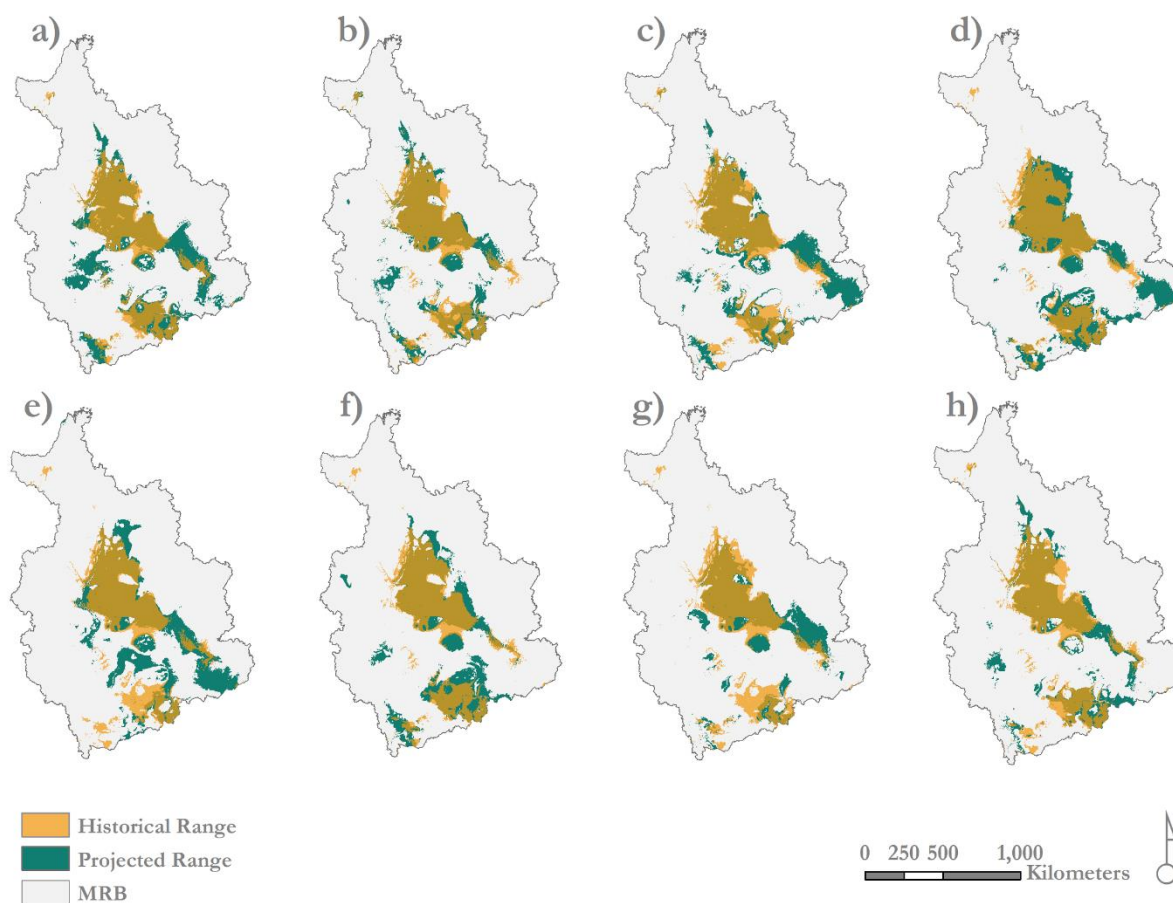 a) b) c) d)
e) f) g) h)
Historical Range
Projected Range
MRB
0 250 500 1,000
Kilometers